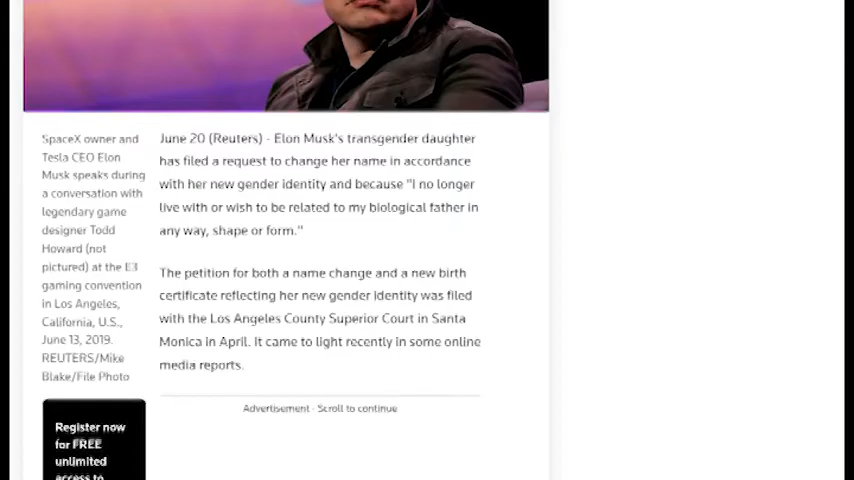 SpaceX owner and
Tesla CEO Elon
Musk speaks during
a conversation with
legendary game
designer Todd
Howard (not
pictured) at the E3
gaming convention
in Los Angeles,
California, U.S.,
June 13, 2019.
REUTERS/Mike
Blake/File Photo
June 20 (Reuters) - Elon Musk's transgender daughter
has filed a request to change her name in accordance
with her new gender identity and because "I no longer
live with or wish to be related to my biological father in
any way, shape or form."
The petition for both a name change and a new birth
certificate reflecting her new gender identity was filed
with the Los Angeles County Superior Court in Santa
Monica in April. It came to light recently in some online
media reports.
Advertisement · Scroll to continue
Register now
for FREE
unlimited
access to